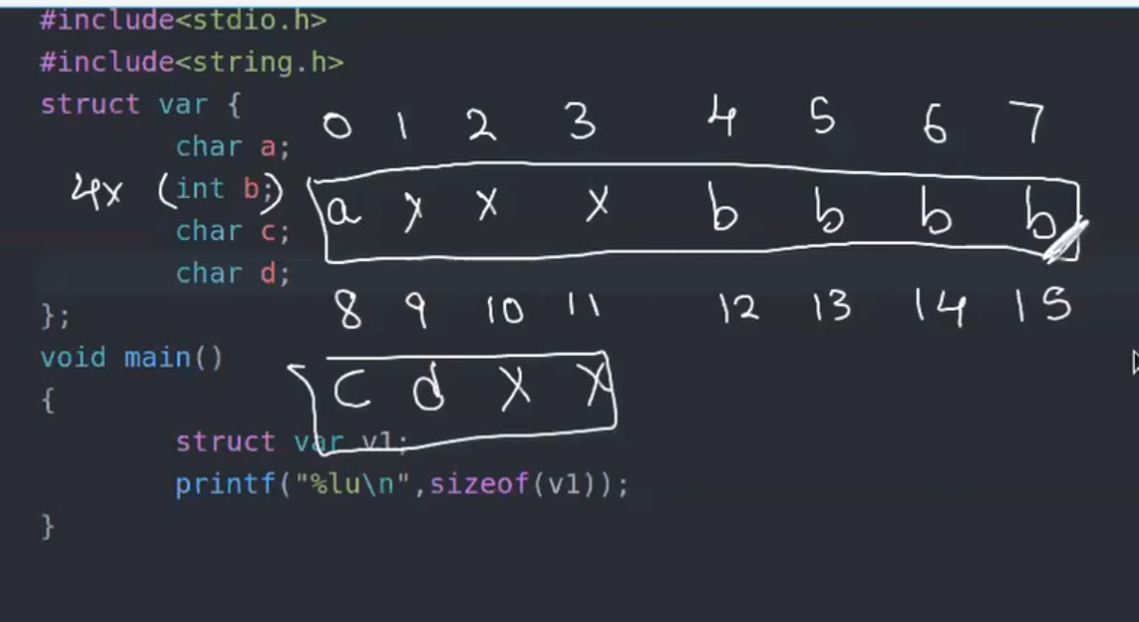 #include<stdio.h>
#include<string.h>
struct var {
0 1 2 3 4 5 6 7
char a;
4x (int b;)
a x x x b b b b
char c;
char d;
8 9 10 11 12 13 14 15
};
void main()
c d x x
{
struct var v1;
printf("%lu\n",sizeof(v1));
}